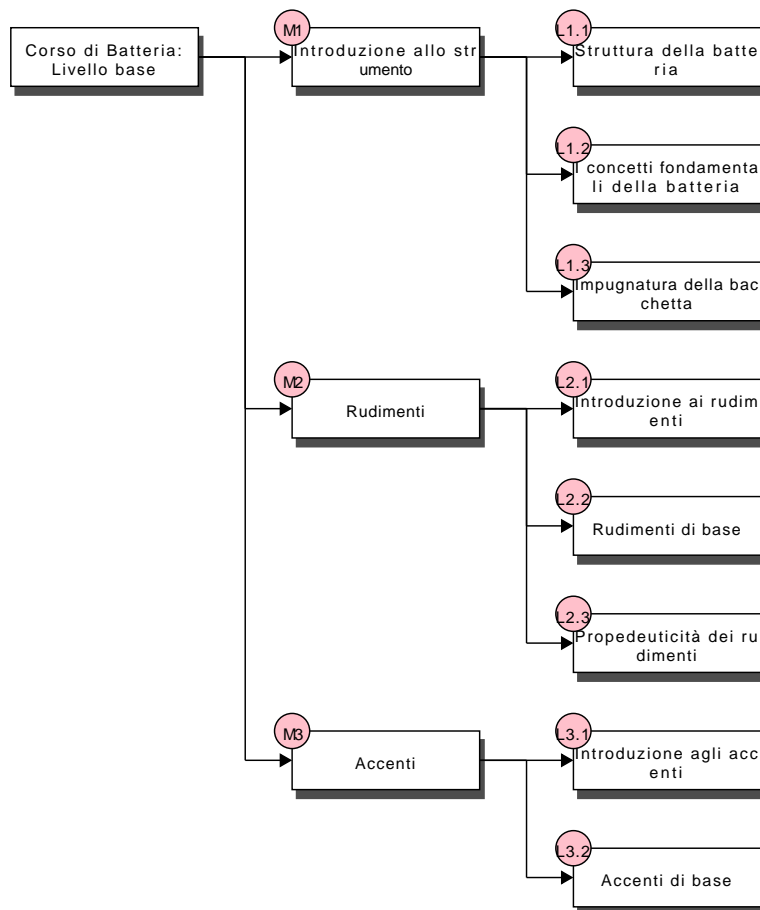 Corso di Batteria:
Livello base
M1
Introduzione allo str
umento
L1.1
Struttura della batte
ria
L1.2
I concetti fondamenta
li della batteria
L1.3
Impugnatura della bac
chetta
M2
Rudimenti
L2.1
Introduzione ai rudim
enti
L2.2
Rudimenti di base
L2.3
Propedeuticità dei ru
dimenti
M3
Accenti
L3.1
Introduzione agli acc
enti
L3.2
Accenti di base